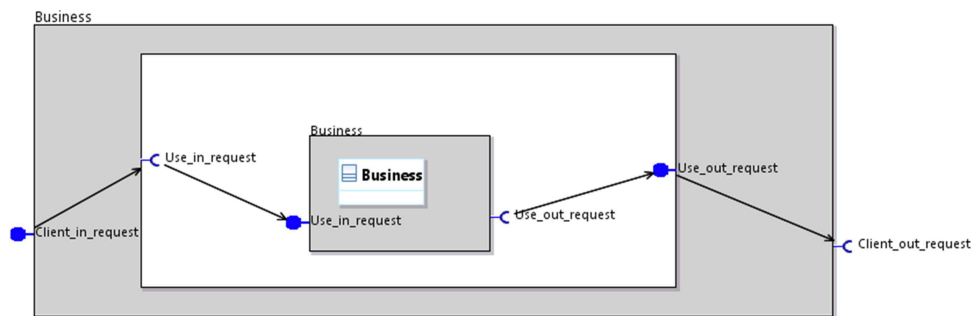 Business
Business
Use_in_request
Business
Use_out_request
Use_in_request
Use_out_request
Client_in_request
Client_out_request